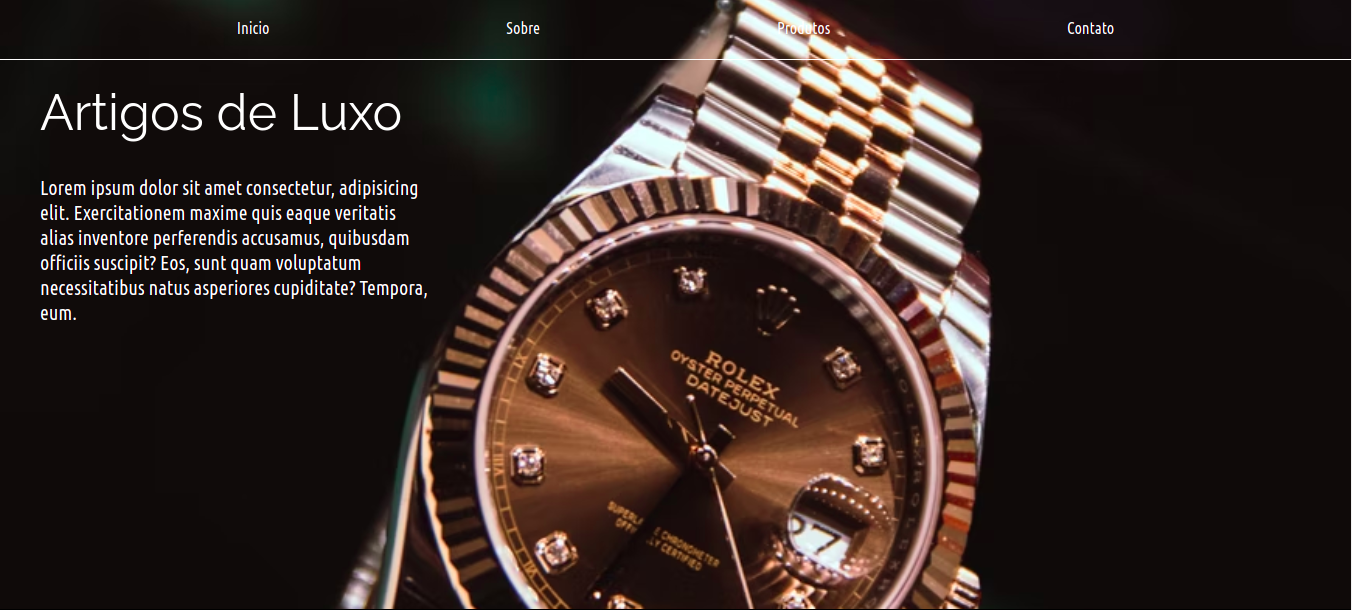 Inicio
Sobre
Produtos
Contato
Artigos de Luxo
Lorem ipsum dolor sit amet consectetur, adipisicing
elit. Exercitationem maxime quis eaque veritatis
alias inventore perferendis accusamus, quibusdam
officiis suscipit? Eos, sunt quam voluptatum
necessitatibus natus asperiores cupiditate? Tempora,
eum.
ROLEX
OYSTER PERPETUAL
DATEJUST
27
CHRONOMETER
CERTIFIED